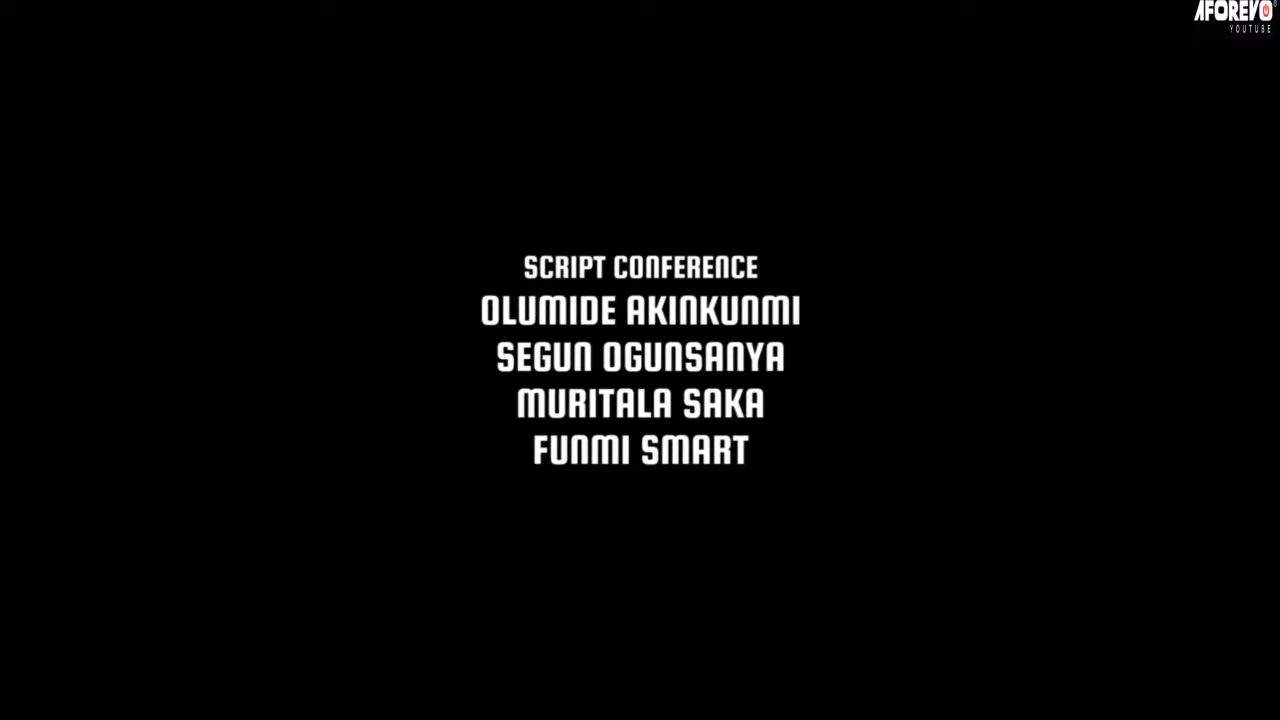 AFOREVO
YOUTUBE
SCRIPT CONFERENCE
OLUMIDE AKINKUNMI
SEGUN OGUNSANYA
MURITALA SAKA
FUNMI SMART